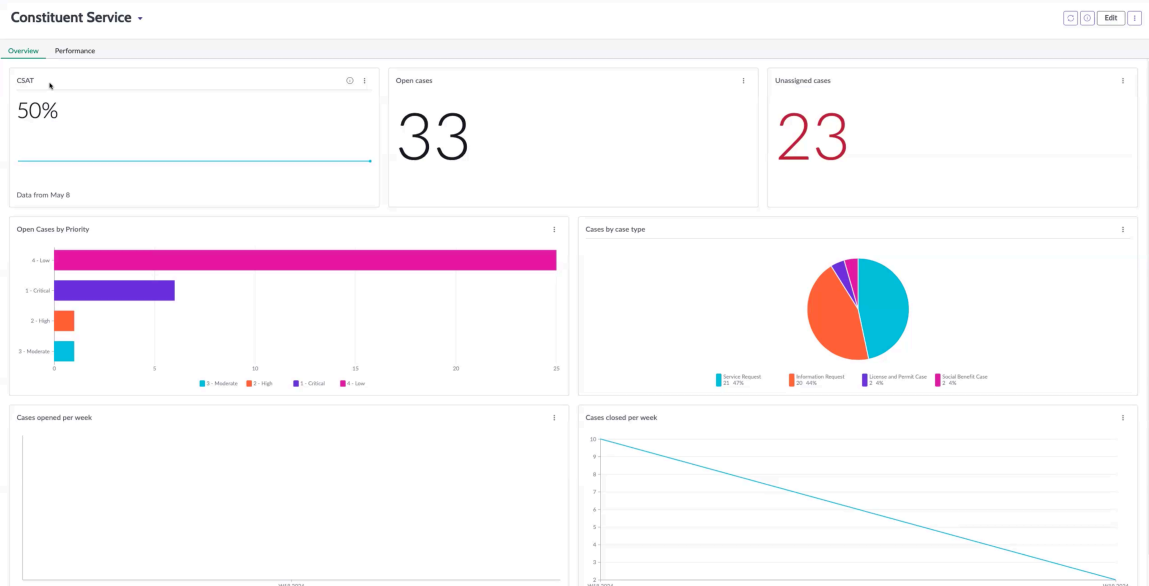 Constituent Service
Edit
Overview Performance
CSAT
50%
Data from May 8
Open cases
33
Unassigned cases
23
Open Cases by Priority
4 - Low
1 - Critical
2 - High
3 - Moderate
0 5 10 15 20 25
3 - Moderate 2 - High 1 - Critical 4 - Low
Cases by case type
Service Request Information Request License and Permit Case Social Benefit Case
21 47% 20 44% 2 4% 2 4%
Cases opened per week
Cases closed per week
10
9
8
7
6
5
4
3
2